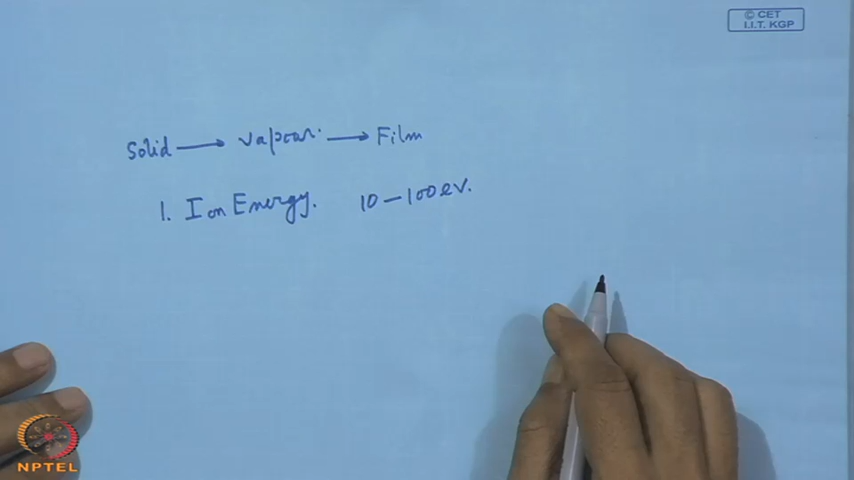 © CET
I.I.T. KGP
Solid → vapour → Film
1. Ion Energy. 10-100 ev.
NPTEL